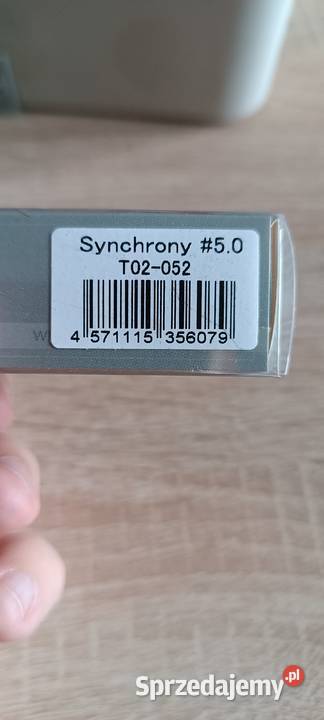 Synchrony #5.0
T02-052
4 571115 356079
Sprzedajemy.pl